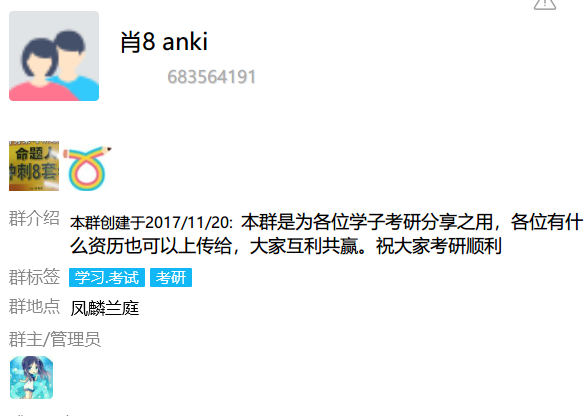 肖8 anki
683564191
命题人
冲刺8套
群介绍 本群创建于2017/11/20: 本群是为各位学子考研分享之用，各位有什
么资历也可以上传给，大家互利共赢。祝大家考研顺利
群标签 学习.考试 考研
群地点 凤麟兰庭
群主/管理员